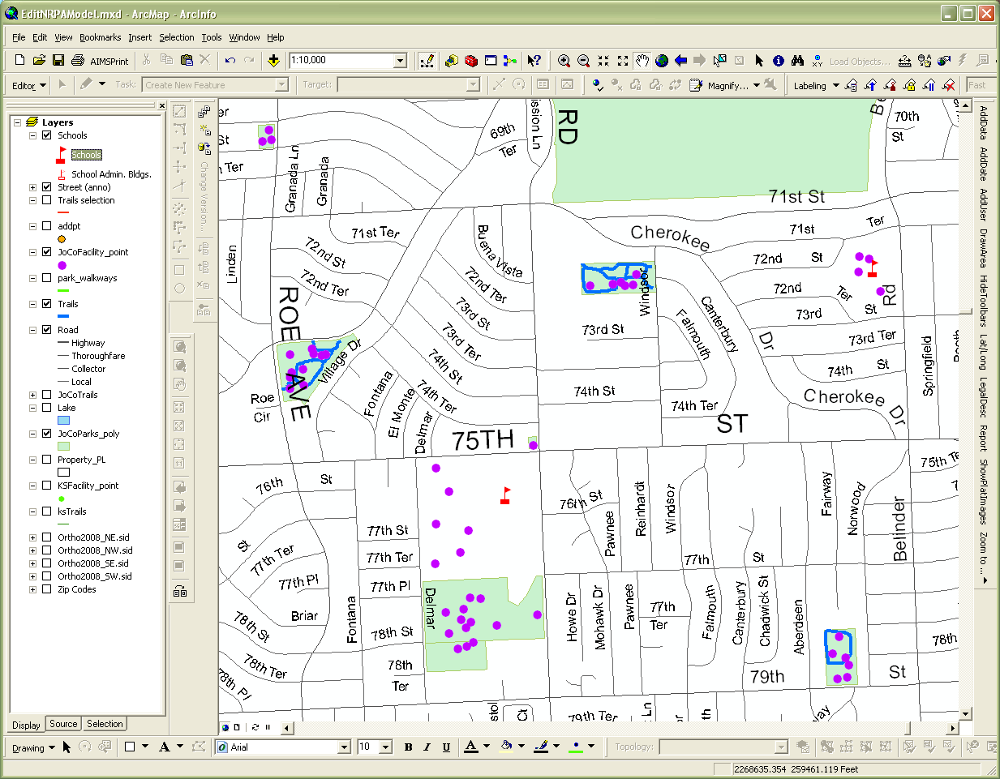 EditNRPAModel.mxd - ArcMap - ArcInfo
File Edit View Bookmarks Insert Selection Tools Window Help
AIMSPrint 1:10,000 Load Objects...
Editor Task: Create New Feature Target: Magnify... Labeling Fast
Layers
Schools
Schools
School Admin. Bldgs.
Street (anno)
Trails selection
addpt
JoCoFacility_point
park_walkways
Trails
Road
Highway
Thoroughfare
Collector
Local
JoCoTrails
Lake
JoCoParks_poly
Property_PL
KSFacility_point
ksTrails
Ortho2008_NE.sid
Ortho2008_NW.sid
Ortho2008_SE.sid
Ortho2008_SW.sid
Zip Codes
Display Source Selection
Change Version...
er
St
Ter
Granada Ln
Granada
69th
Ter
ission Ln
RD
Be
70th
St
71st St
Linden
71st Ter
72nd St
72nd Ter
Buena Vista
72nd Ter
Cherokee
71st
Ter
72nd
St
72nd
Ter
Rd
73rd
St
ROE
AVE
Village Dr
73rd St
73rd Ter
74th St
74th Ter
Windsor
73rd St
Falmouth
Canterbury
Dr
73rd Ter
74th
St
Springfield
Booth
Roe
Cir
Fontana
El Monte
Delmar
74th St
74th Ter
Cherokee
Dr
75TH
ST
75th Te
76th
St
76th St
Pawnee
Reinhardt
Windsor
Fairway
Norwood
Belinder
St
77th Ter
77th Pl
Briar
77th St
77th Ter
77th Pl
77th
St
78th St
78th Ter
78th Pl
Fontana
78th St
78th
Ter
Delmar
Howe Dr
Mohawk Dr
Pawnee
77th
Ter
Falmouth
Canterbury
Chadwick St
Aberdeen
78th
79th
St
stol
Ct
79th Ter
Ln
th
lay
AddData AddDate AddUser DrawArea HideToolbars Lat/Long LegalDesc Report ShowPlatImages Zoom to ...
Drawing A Arial 10 B I U A Topology:
2268635.354 259461.119 Feet